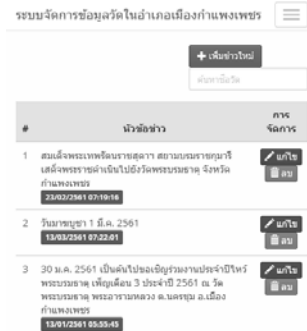 ระบบจัดการข้อมูลวัดในอำเภอเมืองกำแพงเพชร
เพิ่มข่าวใหม่
ค้นหาชื่อวัด
# หัวข้อข่าว การจัดการ
1 สมเด็จพระเทพรัตนราชสุดาฯ สยามบรมราชกุมารี
เสด็จพระราชดำเนินไปยังวัดพระบรมธาตุ จังหวัด
กำแพงเพชร
23/02/2561 07:19:16
แก้ไข
ลบ
2 วันมาฆบูชา 1 มี.ค. 2561
13/03/2561 07:22:01
แก้ไข
ลบ
3 30 ม.ค. 2561 เป็นต้นไปขอเชิญร่วมงานประจำปีไหว้
พระบรมธาตุ เพ็ญเดือน 3 ประจำปี 2561 ณ วัด
พระบรมธาตุ พระอารามหลวง ต.นครชุม อ.เมือง
กำแพงเพชร
13/01/2561 05:55:45
แก้ไข
ลบ